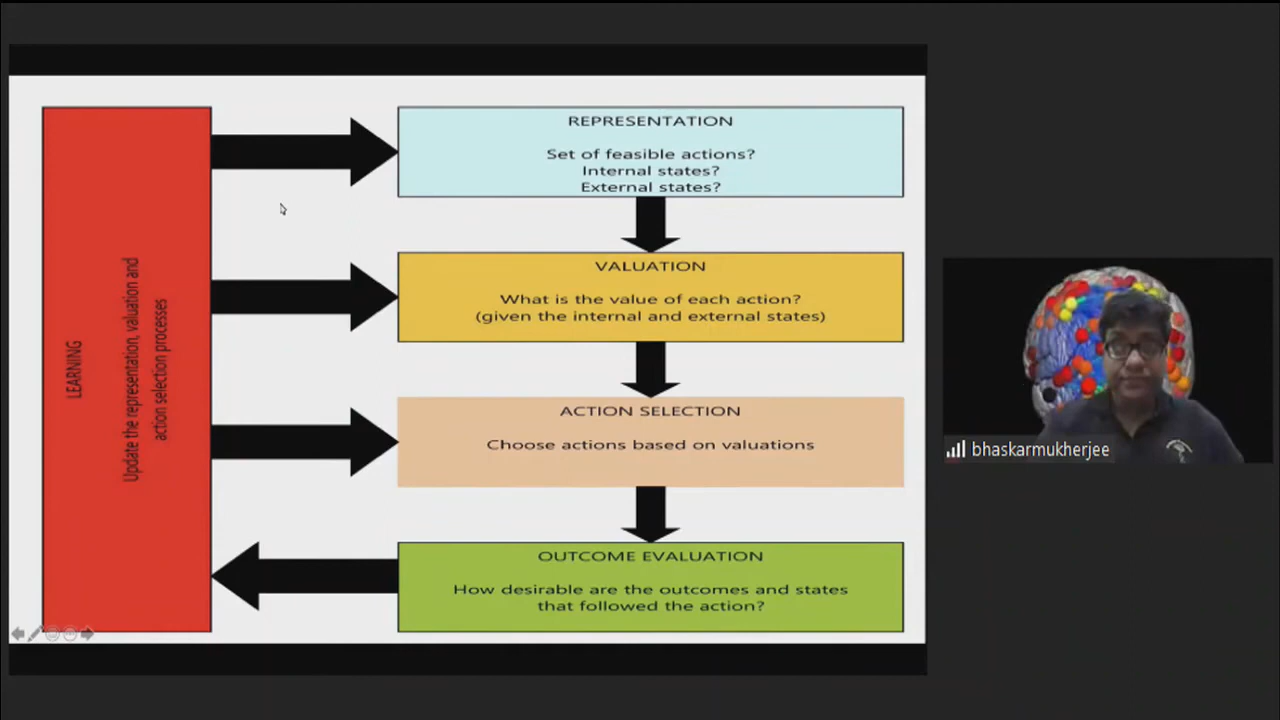 LEARNING
Update the representation, valuation and
action selection processes
REPRESENTATION
Set of feasible actions?
Internal states?
External states?
VALUATION
What is the value of each action?
(given the internal and external states)
ACTION SELECTION
Choose actions based on valuations
OUTCOME EVALUATION
How desirable are the outcomes and states
that followed the action?
bhaskarmukherjee